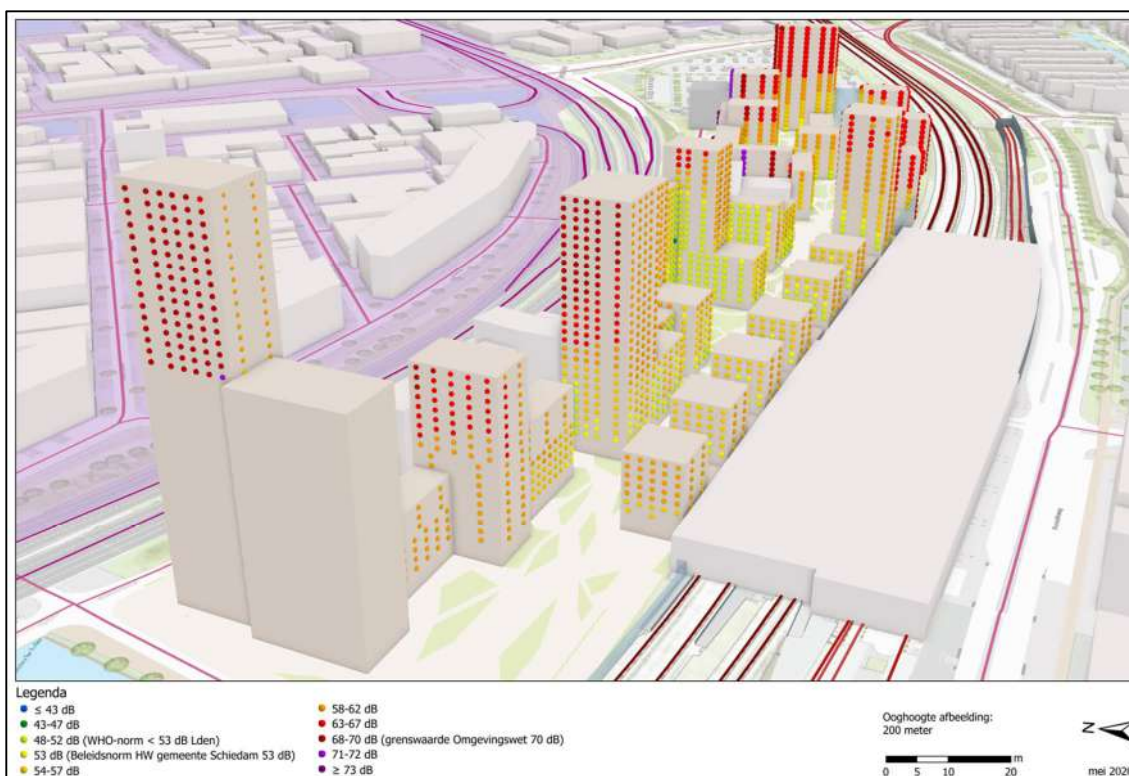 Legenda
≤ 43 dB
43-47 dB
48-52 dB (WHO-norm < 53 dB Lden)
53 dB (Beleidsnorm HW gemeente Schiedam 53 dB)
54-57 dB
58-62 dB
63-67 dB
68-70 dB (grenswaarde Omgevingswet 70 dB)
71-72 dB
≥ 73 dB
Ooghoogte afbeelding:
200 meter
m
0 5 10 20
N